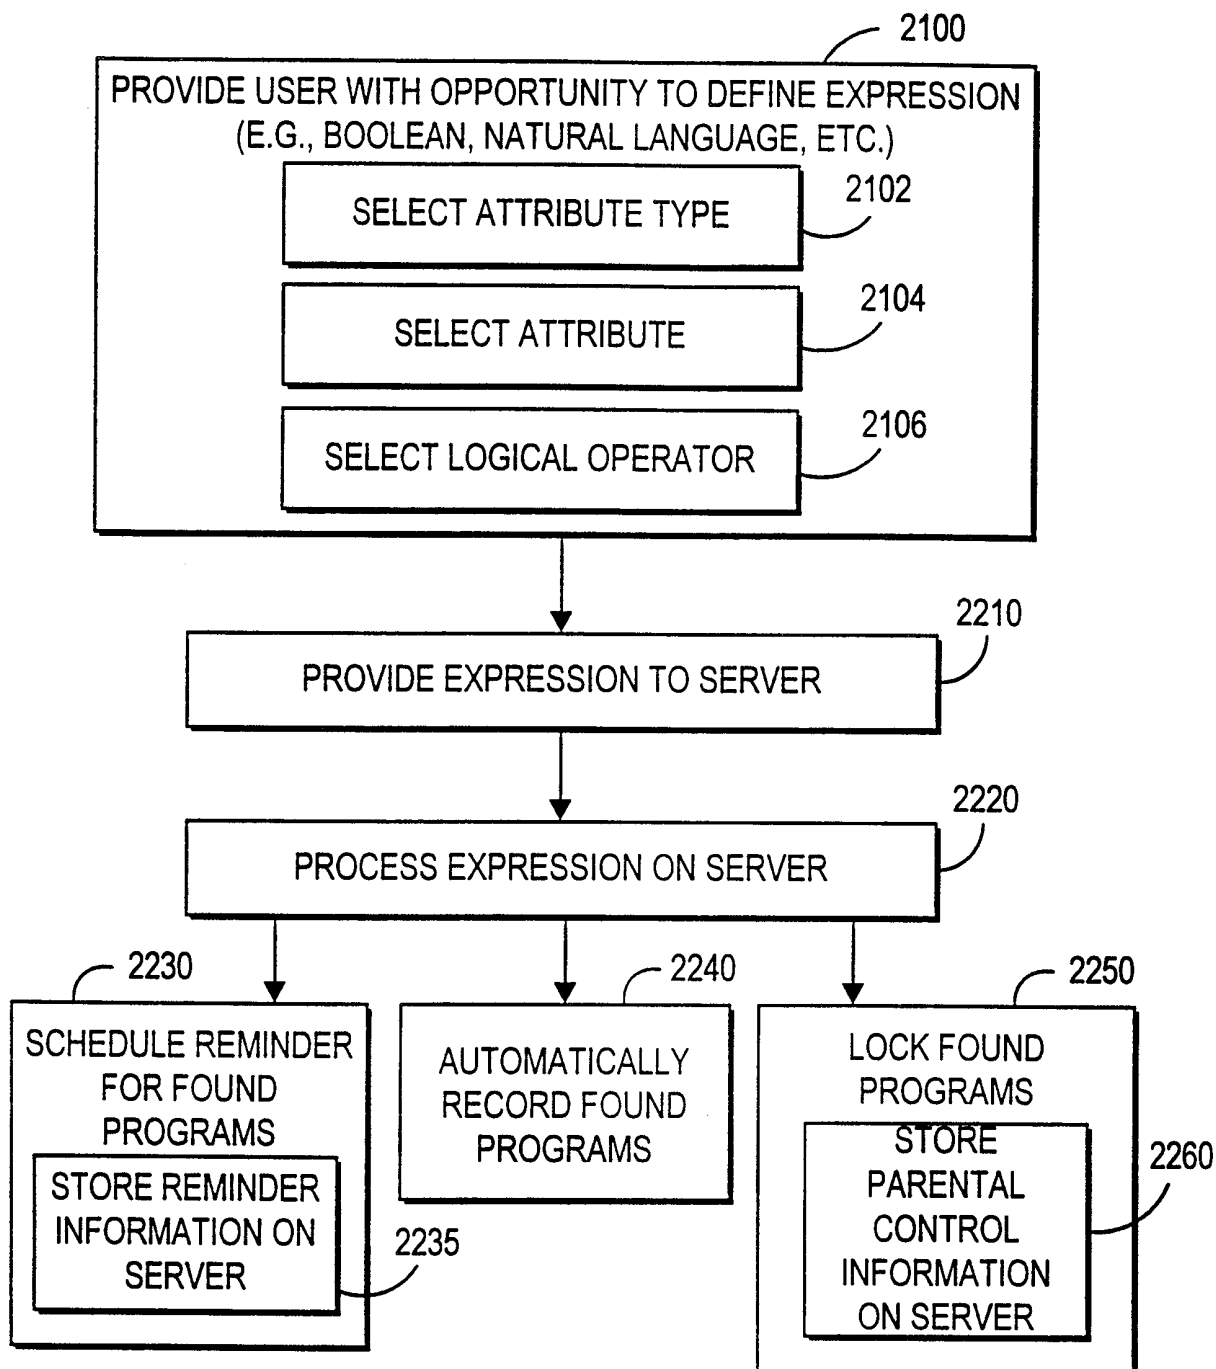 2100
PROVIDE USER WITH OPPORTUNITY TO DEFINE EXPRESSION
(E.G., BOOLEAN, NATURAL LANGUAGE, ETC.)
SELECT ATTRIBUTE TYPE
2102
SELECT ATTRIBUTE
2104
SELECT LOGICAL OPERATOR
2106
PROVIDE EXPRESSION TO SERVER
2210
PROCESS EXPRESSION ON SERVER
2220
2230
SCHEDULE REMINDER
FOR FOUND
PROGRAMS
STORE REMINDER
INFORMATION ON
SERVER
2235
2240
AUTOMATICALLY
RECORD FOUND
PROGRAMS
2250
LOCK FOUND
PROGRAMS
STORE
PARENTAL
CONTROL
INFORMATION
ON SERVER
2260